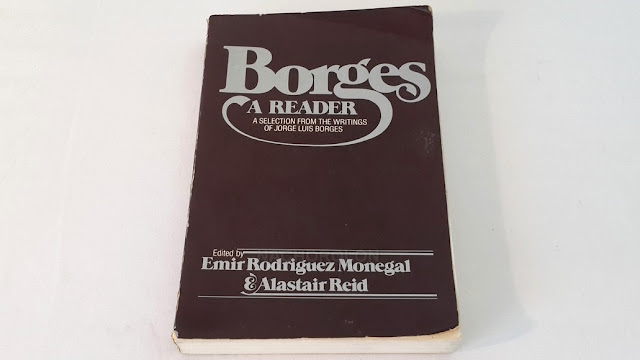 Borges
A READER
A SELECTION FROM THE WRITINGS
OF JORGE LUIS BORGES
Edited by
Emir Rodriguez Monegal
& Alastair Reid